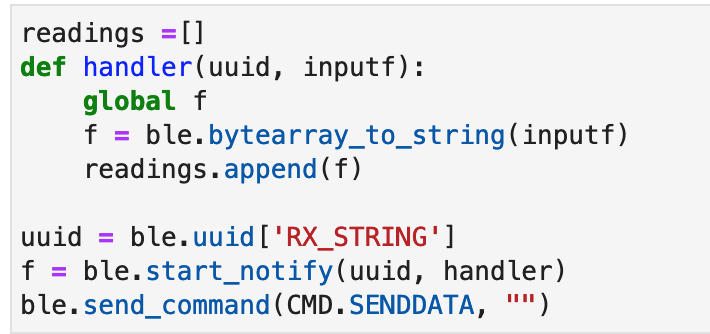 readings =[]
def handler(uuid, inputf):
    global f
    f = ble.bytearray_to_string(inputf)
    readings.append(f)

uuid = ble.uuid['RX_STRING']
f = ble.start_notify(uuid, handler)
ble.send_command(CMD.SENDDATA, "")